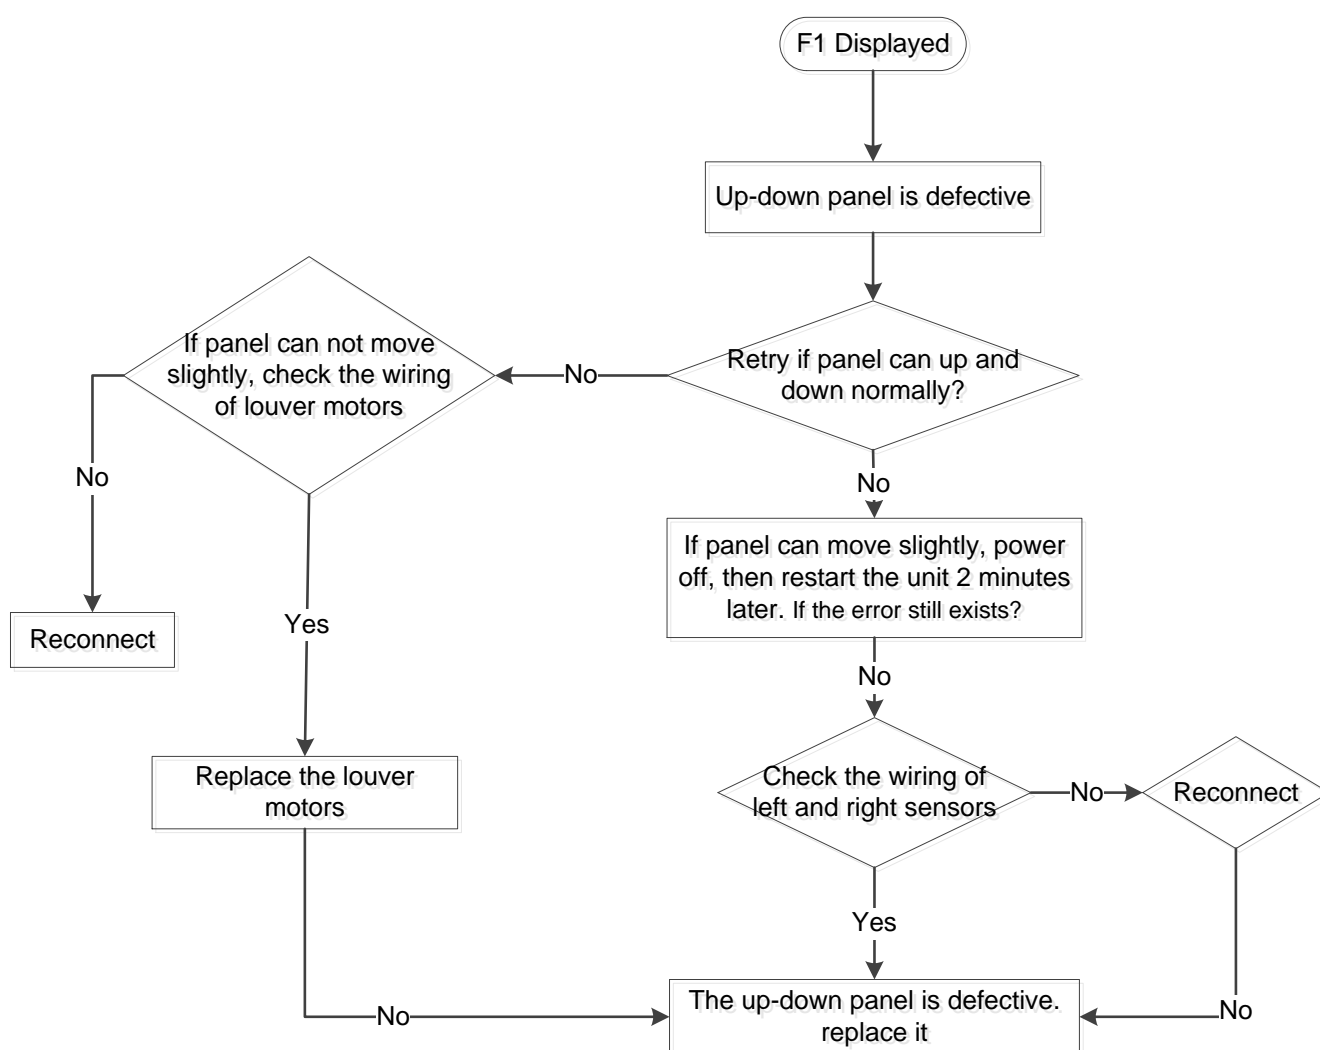 F1 Displayed
Up-down panel is defective
Retry if panel can up and
down normally?
No
If panel can not move
slightly, check the wiring
of louver motors
No
Reconnect
Yes
Replace the louver
motors
No
No
If panel can move slightly, power
off, then restart the unit 2 minutes
later. If the error still exists?
No
Check the wiring of
left and right sensors
No
Reconnect
Yes
No
The up-down panel is defective.
replace it